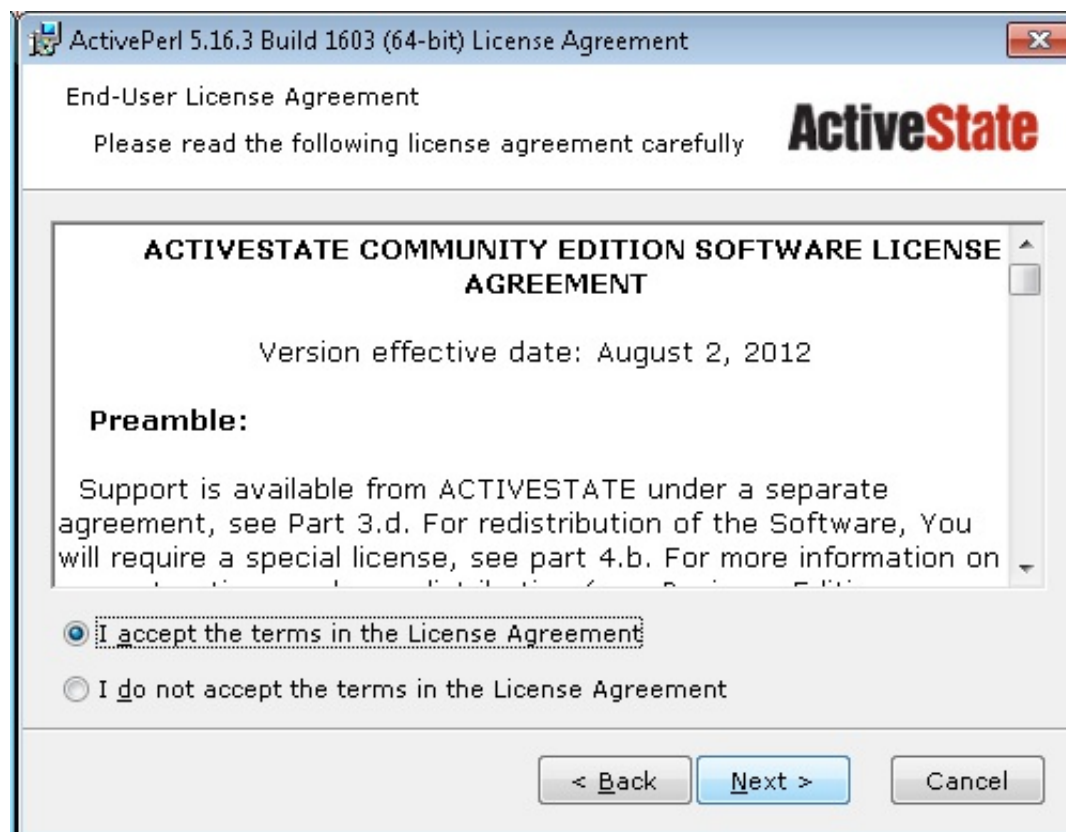 ActivePerl 5.16.3 Build 1603 (64-bit) License Agreement
End-User License Agreement
Please read the following license agreement carefully
ActiveState
ACTIVESTATE COMMUNITY EDITION SOFTWARE LICENSE
AGREEMENT
Version effective date: August 2, 2012
Preamble:
Support is available from ACTIVESTATE under a separate
agreement, see Part 3.d. For redistribution of the Software, You
will require a special license, see part 4.b. For more information on
I accept the terms in the License Agreement
I do not accept the terms in the License Agreement
< Back
Next >
Cancel